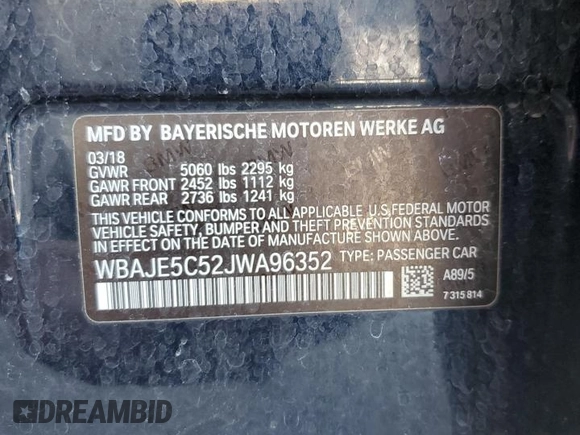 MFD BY BAYERISCHE MOTOREN WERKE AG
03/18
GVWR 5060 lbs 2295 kg
GAWR FRONT 2452 lbs 1112 kg
GAWR REAR 2736 lbs 1241 kg
THIS VEHICLE CONFORMS TO ALL APPLICABLE U.S.FEDERAL MOTOR
VEHICLE SAFETY, BUMPER AND THEFT PREVENTION STANDARDS
IN EFFECT ON THE DATE OF MANUFACTURE SHOWN ABOVE.
WBAJE5C52JWA96352 TYPE: PASSENGER CAR
A89/5
7 315 814
DREAMBID